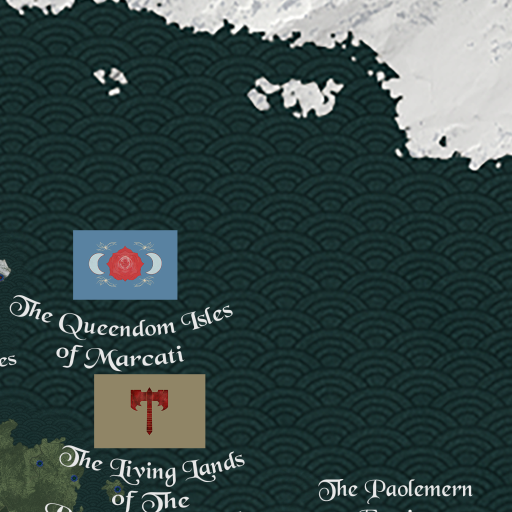 The Queendom Isles
of Marcati
es
The Living Lands
of The
The Paolemern